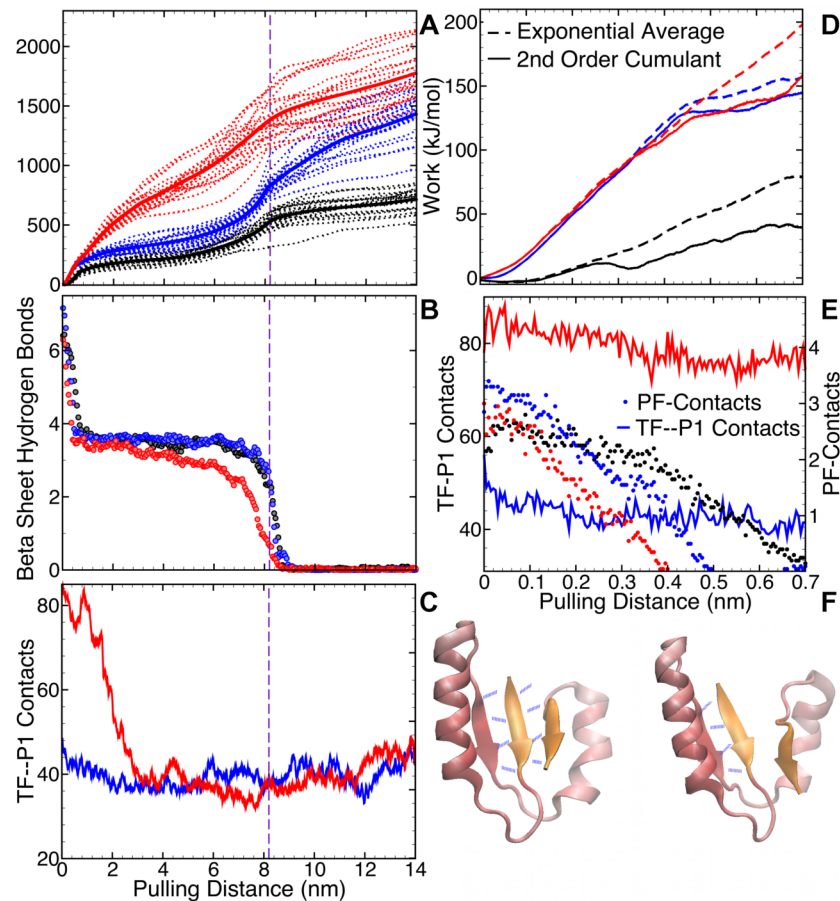 A
2000
1500
1000
500
0
B
Beta Sheet Hydrogen Bonds
6
4
2
0
C
TF--P1 Contacts
80
60
40
20
0 2 4 6 8 10 12 14
Pulling Distance (nm)
D
Work (kJ/mol)
200
150
100
50
0
Exponential Average
2nd Order Cumulant
E
TF-P1 Contacts
80
60
40
PF-Contacts
4
3
2
1
PF-Contacts
TF--P1 Contacts
0 0.1 0.2 0.3 0.4 0.5 0.6 0.7
Pulling Distance (nm)
F